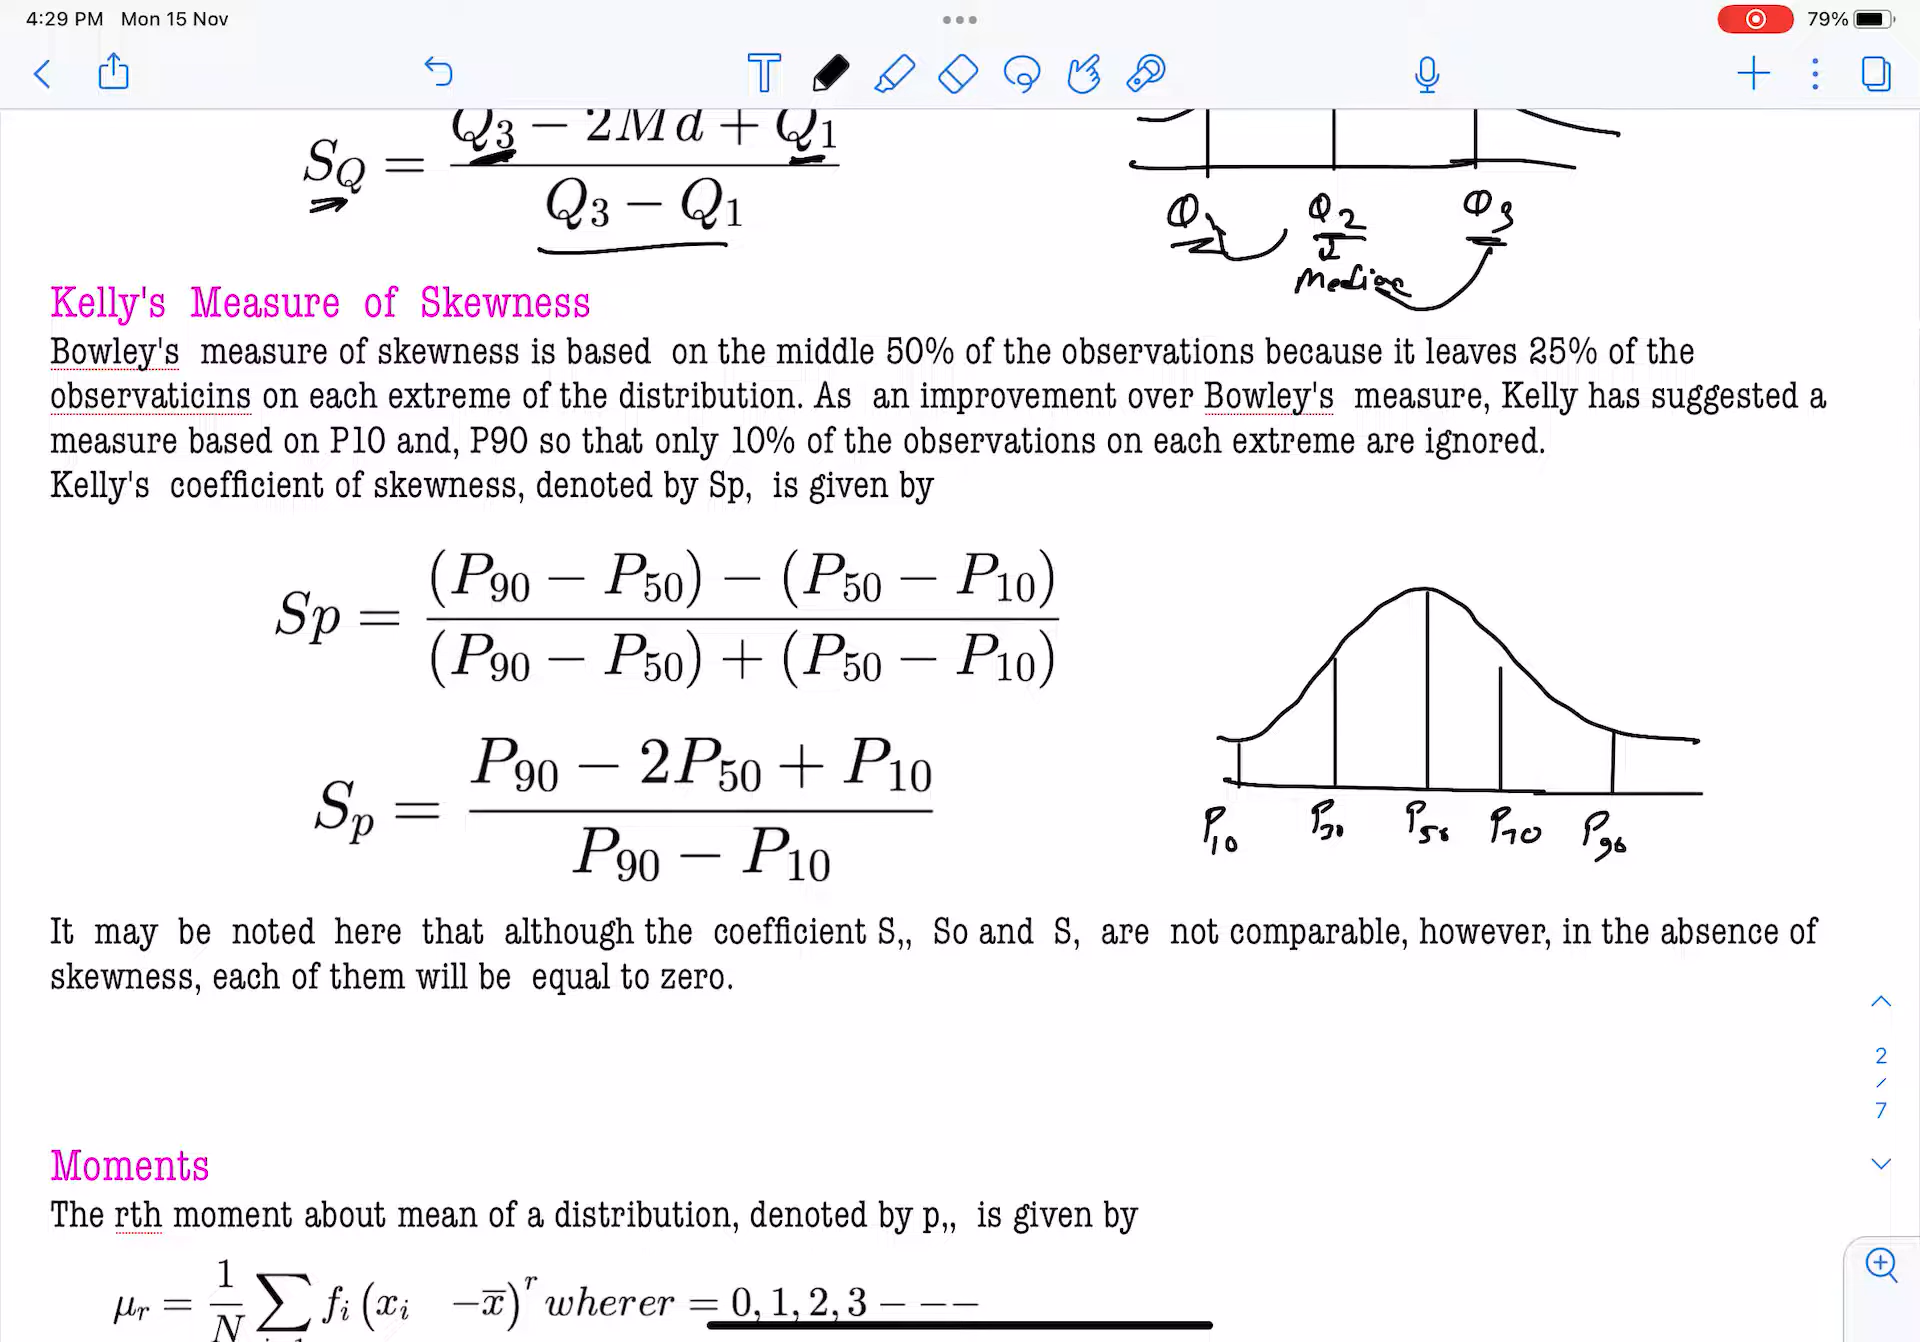 4:29 PM Mon 15 Nov
79%
S_Q = (Q_3 − 2Md + Q_1) / (Q_3 − Q_1)
Q_1 Q_2 Q_3
Median
Kelly's Measure of Skewness
Bowley's measure of skewness is based on the middle 50% of the observations because it leaves 25% of the
observaticins on each extreme of the distribution. As an improvement over Bowley's measure, Kelly has suggested a
measure based on P10 and, P90 so that only 10% of the observations on each extreme are ignored.
Kelly's coefficient of skewness, denoted by Sp, is given by
Sp = ((P_90 − P_50) − (P_50 − P_10)) / ((P_90 − P_50) + (P_50 − P_10))
S_p = (P_90 − 2P_50 + P_10) / (P_90 − P_10)
P_10 P_30 P_50 P_70 P_90
It may be noted here that although the coefficient S,, So and S, are not comparable, however, in the absence of
skewness, each of them will be equal to zero.
2
/
7
Moments
The rth moment about mean of a distribution, denoted by p,, is given by
μ_r = 1/N ∑ f_i (x_i −x̅)^r wherer = 0, 1, 2, 3 − − −